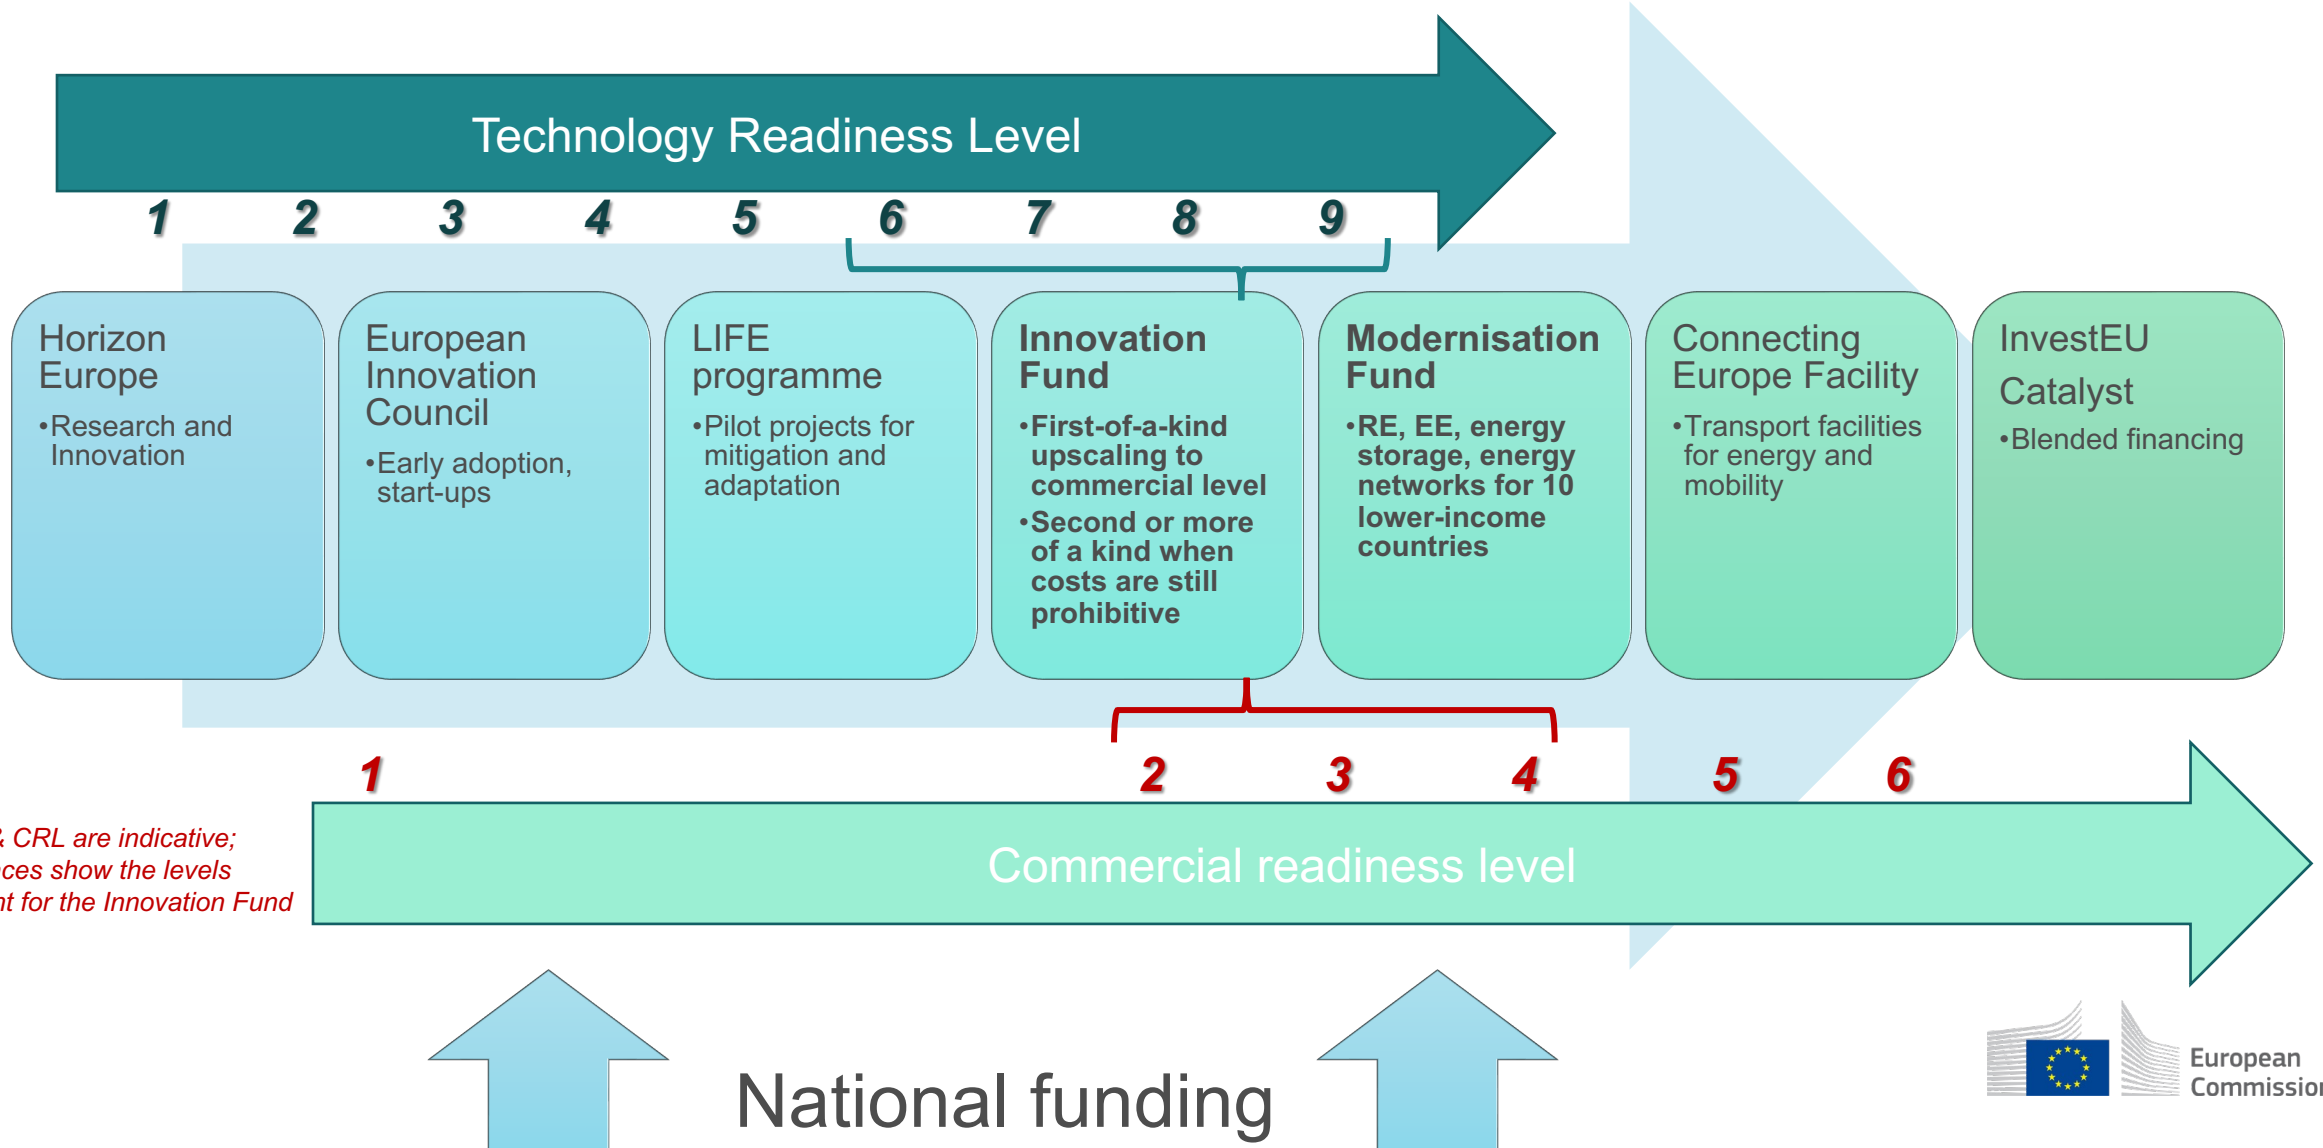 Technology Readiness Level
1 2 3 4 5 6 7 8 9
Horizon
Europe
•Research and
Innovation
European
Innovation
Council
•Early adoption,
start-ups
LIFE
programme
•Pilot projects for
mitigation and
adaptation
Innovation
Fund
•First-of-a-kind
upscaling to
commercial level
•Second or more
of a kind when
costs are still
prohibitive
Modernisation
Fund
•RE, EE, energy
storage, energy
networks for 10
lower-income
countries
Connecting
Europe Facility
•Transport facilities
for energy and
mobility
InvestEU
Catalyst
•Blended financing
1 2 3 4 5 6
& CRL are indicative;
show the levels
for the Innovation Fund
Commercial readiness level
National funding
European
Commission